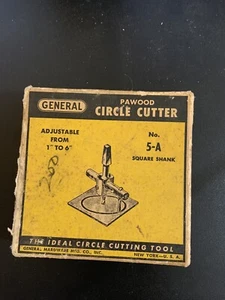 GENERAL
PAWOOD
CIRCLE CUTTER
ADJUSTABLE
FROM
1" TO 6"
No.
5-A
SQUARE SHANK
THE IDEAL CIRCLE CUTTING TOOL
GENERAL HARDWARE MFG. CO., INC.
NEW YORK—U. S. A.